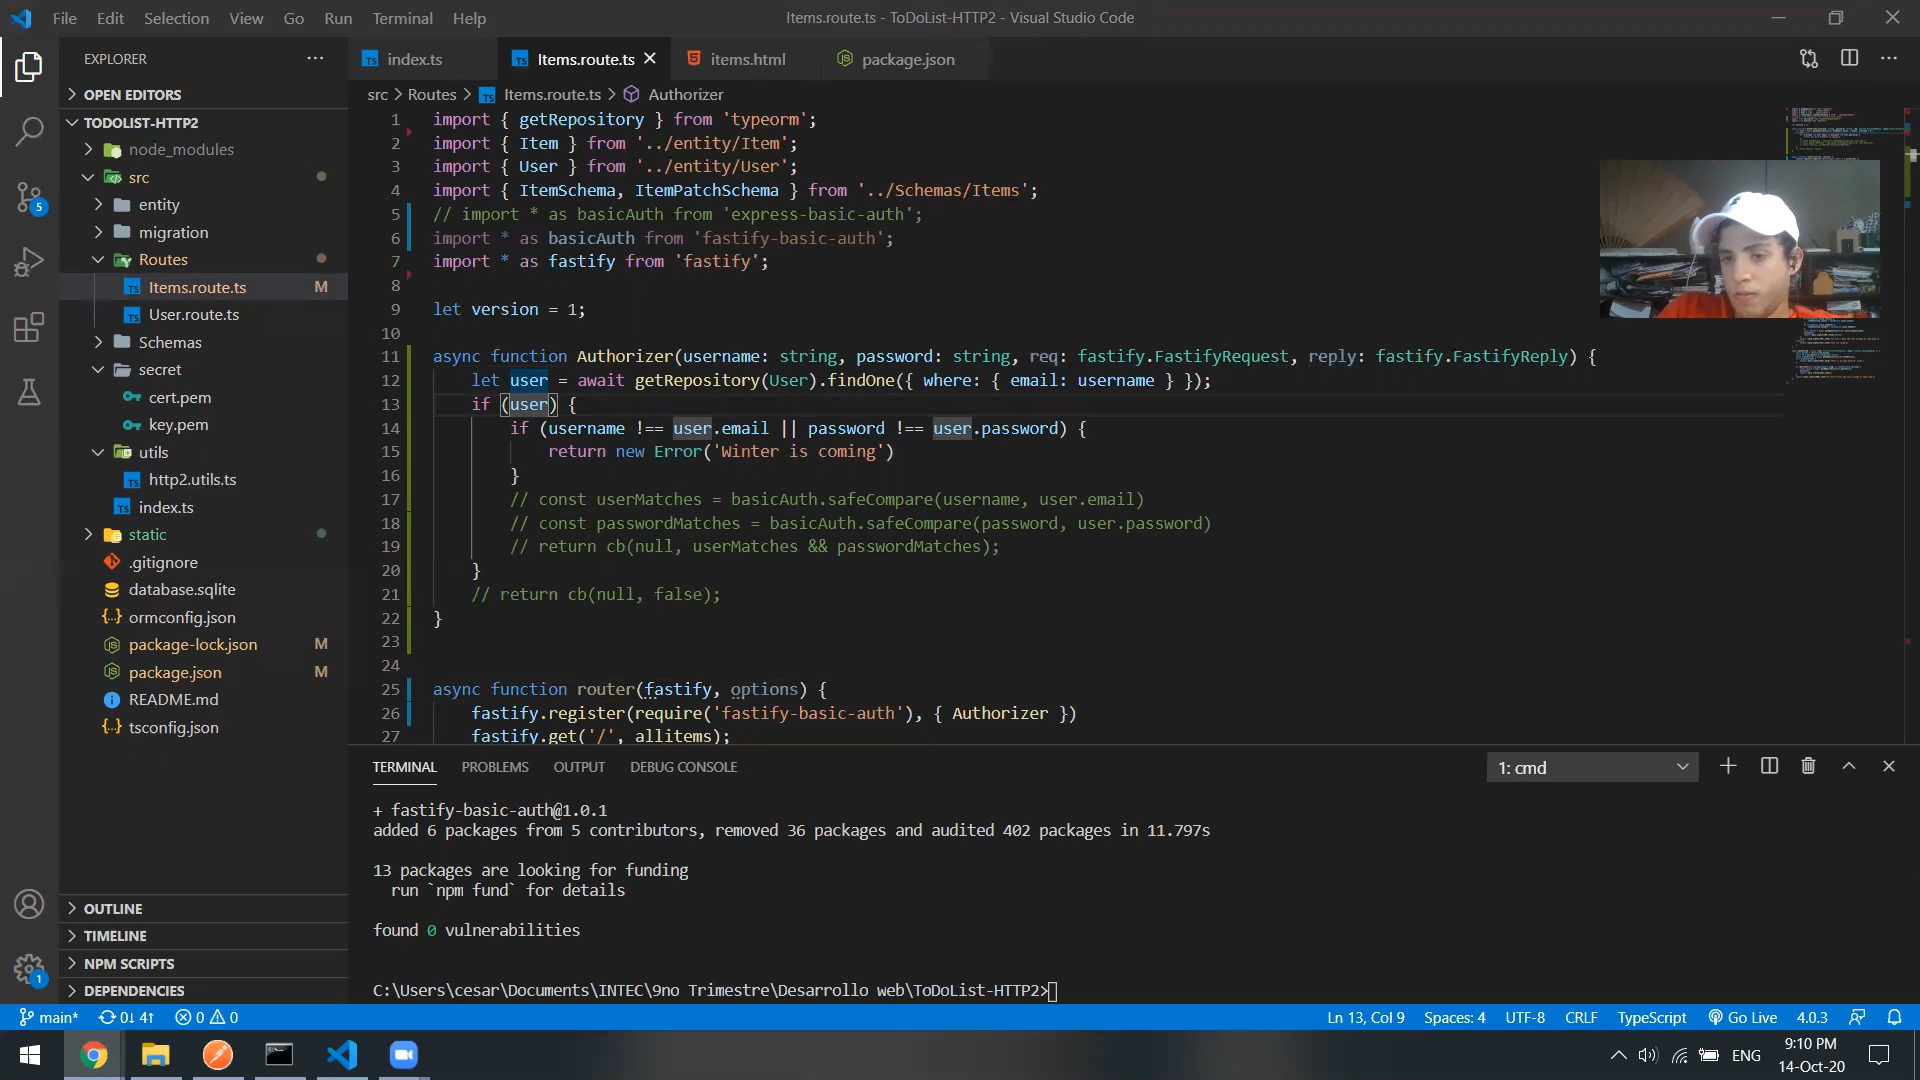 File Edit Selection View Go Run Terminal Help
Items.route.ts - ToDoList-HTTP2 - Visual Studio Code
EXPLORER
OPEN EDITORS
TODOLIST-HTTP2
node_modules
src
entity
migration
Routes
Items.route.ts M
User.route.ts
Schemas
secret
cert.pem
key.pem
utils
http2.utils.ts
index.ts
static
.gitignore
database.sqlite
ormconfig.json
package-lock.json M
package.json M
README.md
tsconfig.json
OUTLINE
TIMELINE
NPM SCRIPTS
DEPENDENCIES
5
1
index.ts Items.route.ts items.html package.json
src > Routes > Items.route.ts > Authorizer
1 import { getRepository } from 'typeorm';
2 import { Item } from '../entity/Item';
3 import { User } from '../entity/User';
4 import { ItemSchema, ItemPatchSchema } from '../Schemas/Items';
5 // import * as basicAuth from 'express-basic-auth';
6 import * as basicAuth from 'fastify-basic-auth';
7 import * as fastify from 'fastify';
8
9 let version = 1;
10
11 async function Authorizer(username: string, password: string, req: fastify.FastifyRequest, reply: fastify.FastifyReply) {
12 let user = await getRepository(User).findOne({ where: { email: username } });
13 if (user) {
14 if (username !== user.email || password !== user.password) {
15 return new Error('Winter is coming')
16 }
17 // const userMatches = basicAuth.safeCompare(username, user.email)
18 // const passwordMatches = basicAuth.safeCompare(password, user.password)
19 // return cb(null, userMatches && passwordMatches);
20 }
21 // return cb(null, false);
22 }
23
24
25 async function router(fastify, options) {
26 fastify.register(require('fastify-basic-auth'), { Authorizer })
27 fastify.get('/', allitems);
TERMINAL PROBLEMS OUTPUT DEBUG CONSOLE
1: cmd
+ fastify-basic-auth@1.0.1
added 6 packages from 5 contributors, removed 36 packages and audited 402 packages in 11.797s
13 packages are looking for funding
run `npm fund` for details
found 0 vulnerabilities
C:\Users\cesar\Documents\INTEC\9no Trimestre\Desarrollo web\ToDoList-HTTP2>
main* 0↓ 4↑ 0 0
Ln 13, Col 9 Spaces: 4 UTF-8 CRLF TypeScript Go Live 4.0.3
ENG
9:10 PM
14-Oct-20